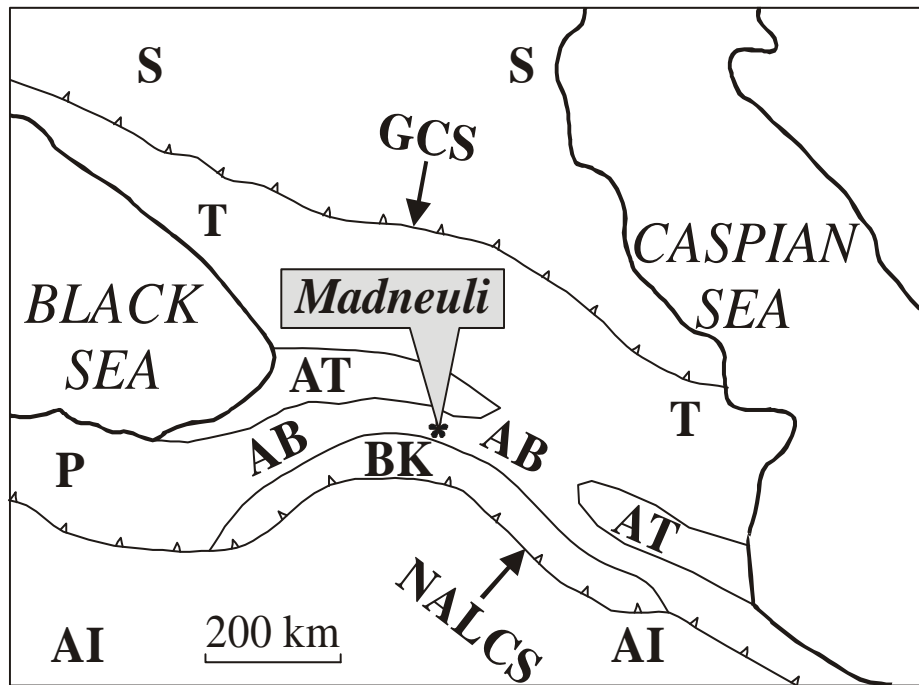 S S
GCS
T
CASPIAN
SEA
Madneuli
BLACK
SEA
AT
T
AB AB
P BK
AT
NALCS
AI 200 km AI